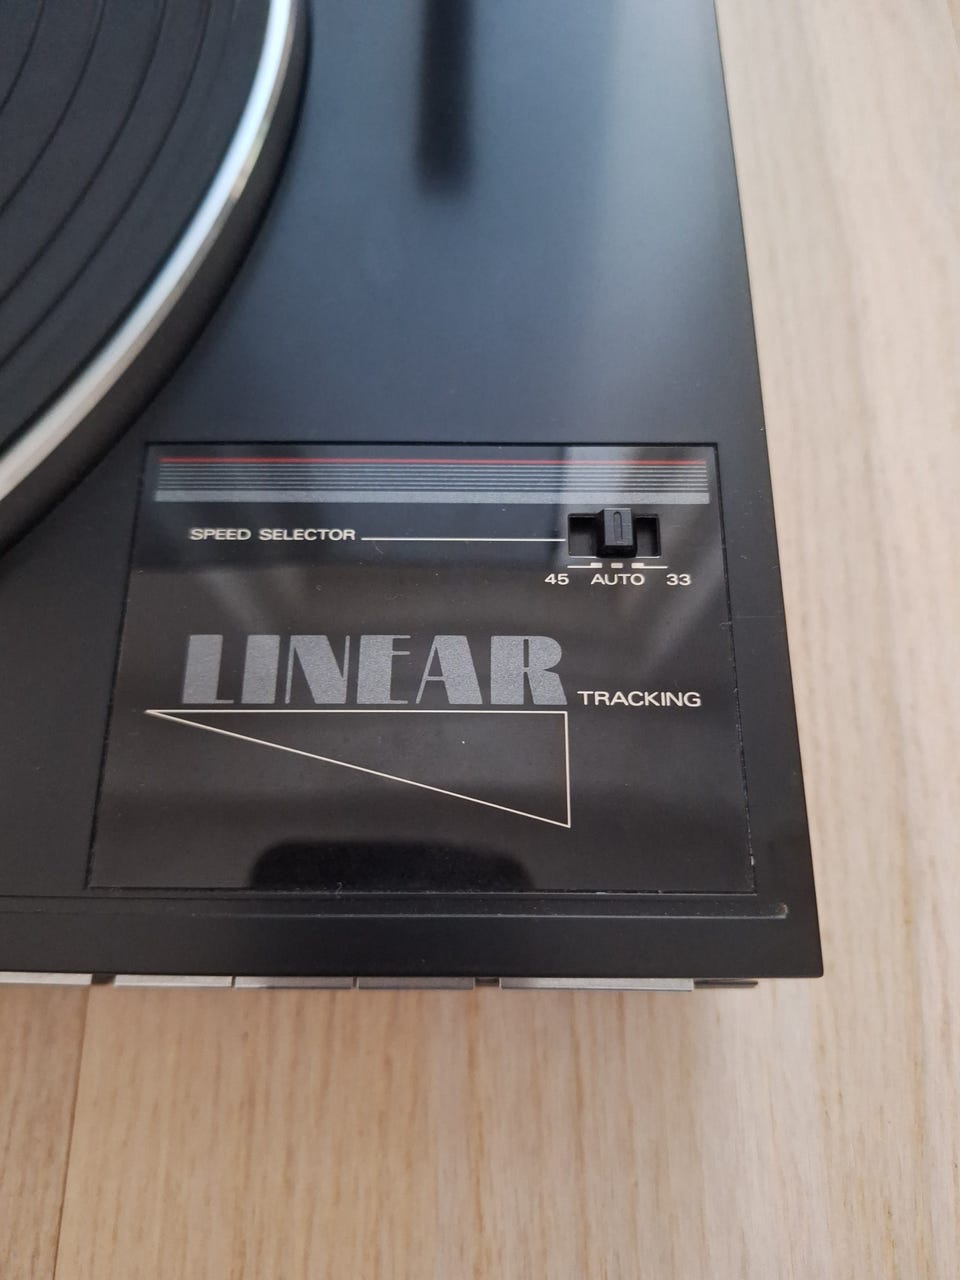 SPEED SELECTOR
45 AUTO 33
LINEAR TRACKING